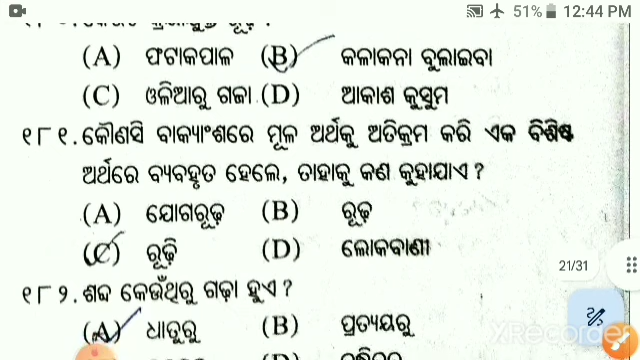 51% 12:44 PM
(A) ଫଟାକପାଳ (B) କଳାକନା ବୁଲାଇବା
(C) ଓଳିଆରୁ ଗଜା (D) ଆକାଶ କୁସୁମ
୧୮୧. କୌଣସି ବାକ୍ୟାଂଶରେ ମୂଳ ଅର୍ଥକୁ ଅତିକ୍ରମ କରି ଏକ ବିଶିଷ୍ଟ
ଅର୍ଥରେ ବ୍ୟବହୃତ ହେଲେ, ତାହାକୁ କଣ କୁହାଯାଏ ?
(A) ଯୋଗରୂଢ଼ (B) ରୂଢ଼
(C) ରୂଢ଼ି (D) ଲୋକବାଣୀ
21/31
୧୮୨. ଶବ୍ଦ କେଉଁଥିରୁ ଗଢ଼ା ହୁଏ ?
(A) ଧାତୁରୁ (B) ପ୍ରତ୍ୟୟରୁ
XRecorder